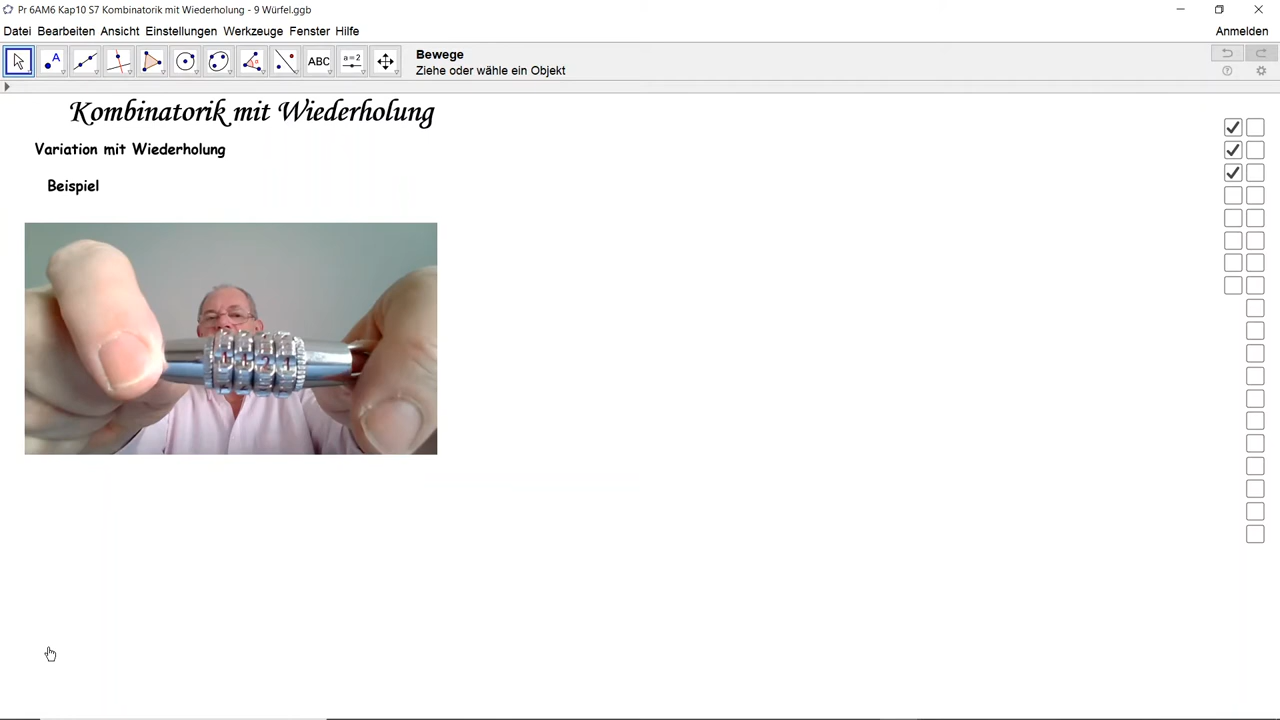 Pr 6AM6 Kap10 S7 Kombinatorik mit Wiederholung - 9 Würfel.ggb
Datei Bearbeiten Ansicht Einstellungen Werkzeuge Fenster Hilfe
Anmelden
A
ABC
a=2
Bewege
Ziehe oder wähle ein Objekt
Kombinatorik mit Wiederholung
Variation mit Wiederholung
Beispiel